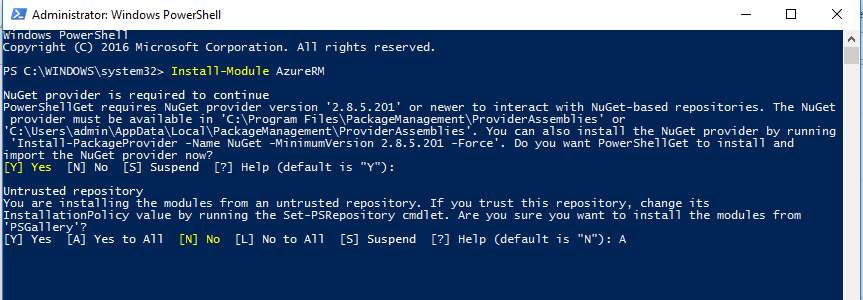 Administrator: Windows PowerShell
Windows PowerShell
Copyright (C) 2016 Microsoft Corporation. All rights reserved.
PS C:\WINDOWS\system32> Install-Module AzureRM
NuGet provider is required to continue
PowerShellGet requires NuGet provider version '2.8.5.201' or newer to interact with NuGet-based repositories. The NuGet
 provider must be available in 'C:\Program Files\PackageManagement\ProviderAssemblies' or
'C:\Users\admin\AppData\Local\PackageManagement\ProviderAssemblies'. You can also install the NuGet provider by running
 'Install-PackageProvider -Name NuGet -MinimumVersion 2.8.5.201 -Force'. Do you want PowerShellGet to install and
import the NuGet provider now?
[Y] Yes  [N] No  [S] Suspend  [?] Help (default is "Y"):
Untrusted repository
You are installing the modules from an untrusted repository. If you trust this repository, change its
InstallationPolicy value by running the Set-PSRepository cmdlet. Are you sure you want to install the modules from
'PSGallery'?
[Y] Yes  [A] Yes to All  [N] No  [L] No to All  [S] Suspend  [?] Help (default is "N"): A